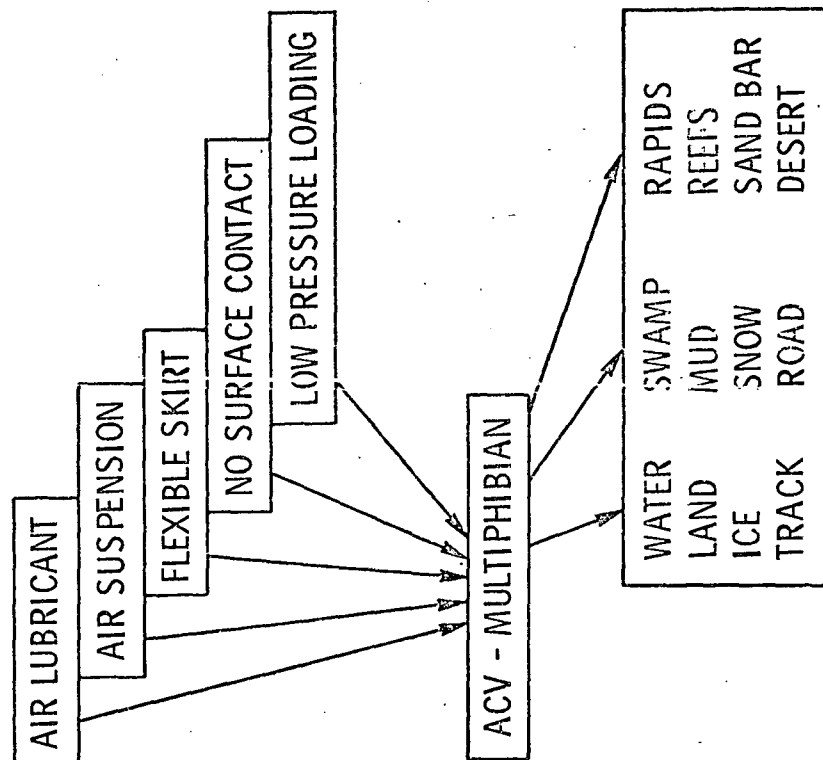 AIR LUBRICANT
AIR SUSPENSION
FLEXIBLE SKIRT
NO SURFACE CONTACT
LOW PRESSURE LOADING
ACV - MULTIPHIBIAN
WATER SWAMP RAPIDS
LAND MUD REEFS
ICE SNOW SAND BAR
TRACK ROAD DESERT